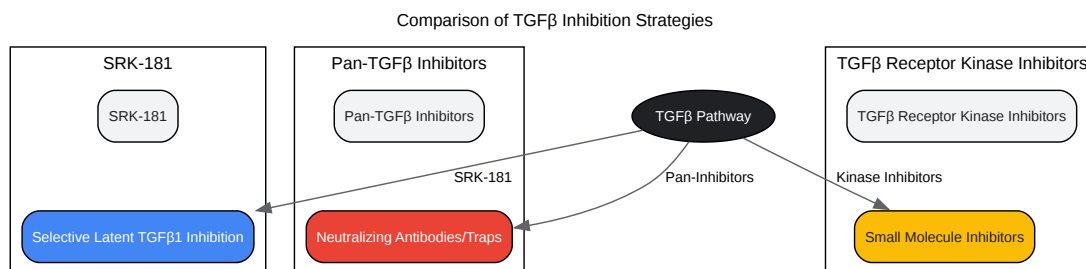 Comparison of TGFβ Inhibition Strategies
SRK-181
Pan-TGFβ Inhibitors
TGFβ Receptor Kinase Inhibitors
SRK-181
Pan-TGFβ Inhibitors
TGFβ Pathway
TGFβ Receptor Kinase Inhibitors
SRK-181
Pan-Inhibitors
Kinase Inhibitors
Selective Latent TGFβ1 Inhibition
Neutralizing Antibodies/Traps
Small Molecule Inhibitors